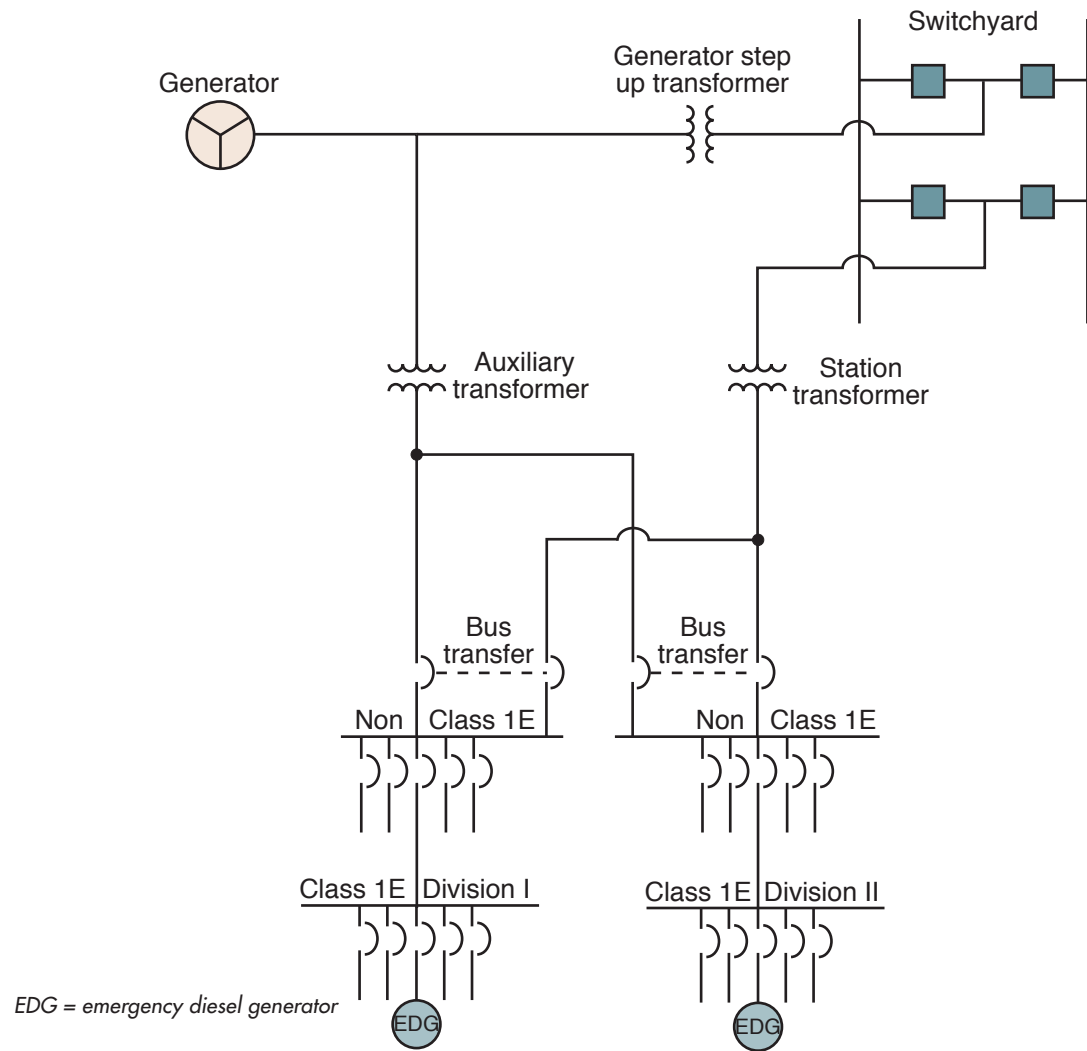 Switchyard
Generator step
up transformer
Generator
Auxiliary
transformer
Station
transformer
Bus
transfer
Bus
transfer
Non Class 1E
Non Class 1E
Class 1E Division I
Class 1E Division II
EDG = emergency diesel generator
EDG
EDG